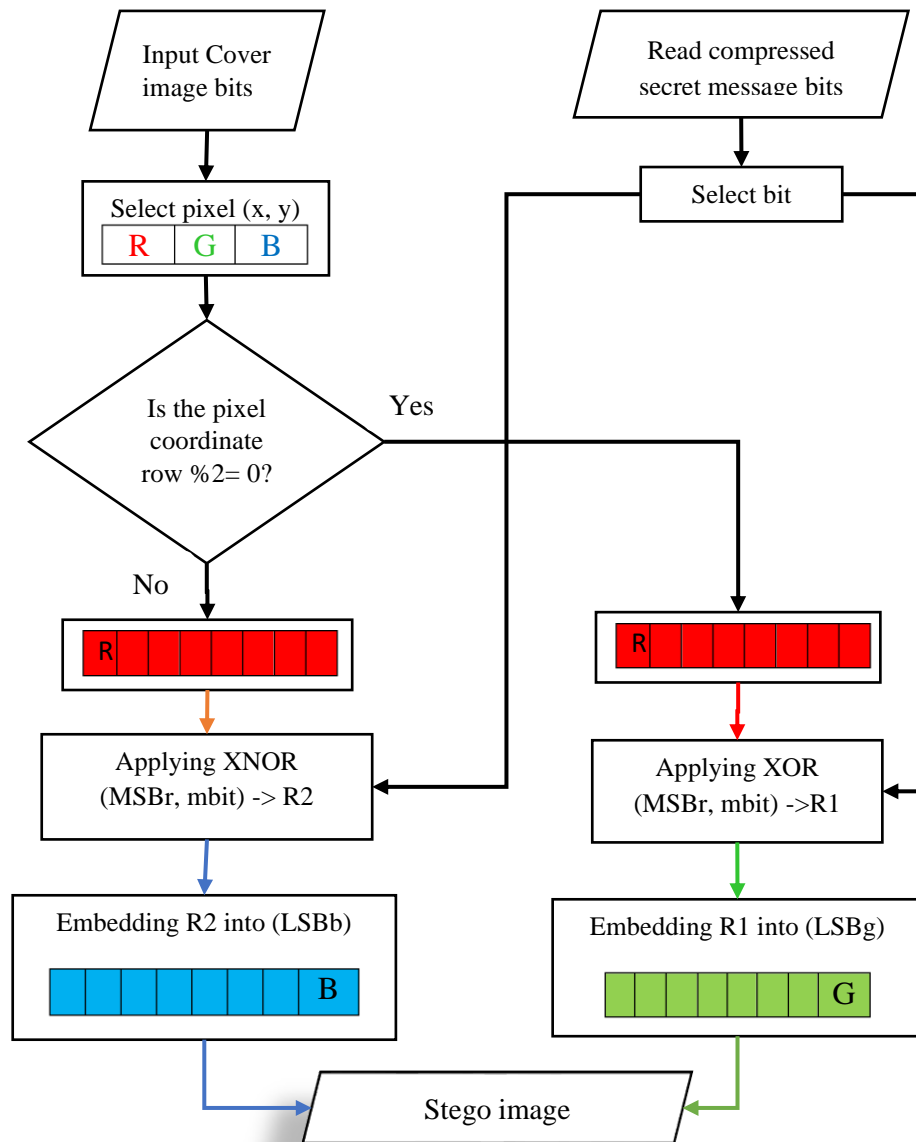 Input Cover
image bits
Read compressed
secret message bits
Select pixel (x, y)
R G B
Select bit
Is the pixel
coordinate
row %2= 0?
Yes
No
R
R
Applying XNOR
(MSBr, mbit) -> R2
Applying XOR
(MSBr, mbit) ->R1
Embedding R2 into (LSBb)
B
Embedding R1 into (LSBg)
G
Stego image